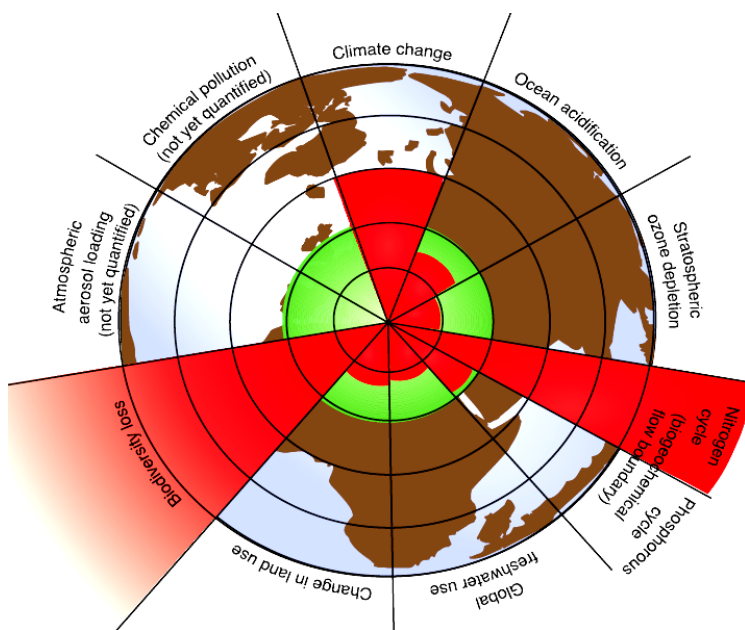 Climate change
Ocean acidification
Stratospheric
ozone depletion
Nitrogen
cycle
(biogeochemical
flow boundary)
Phosphorous
cycle
Global
freshwater use
Change in land use
Biodiversity loss
Atmospheric
aerosol loading
(not yet quantified)
Chemical pollution
(not yet quantified)